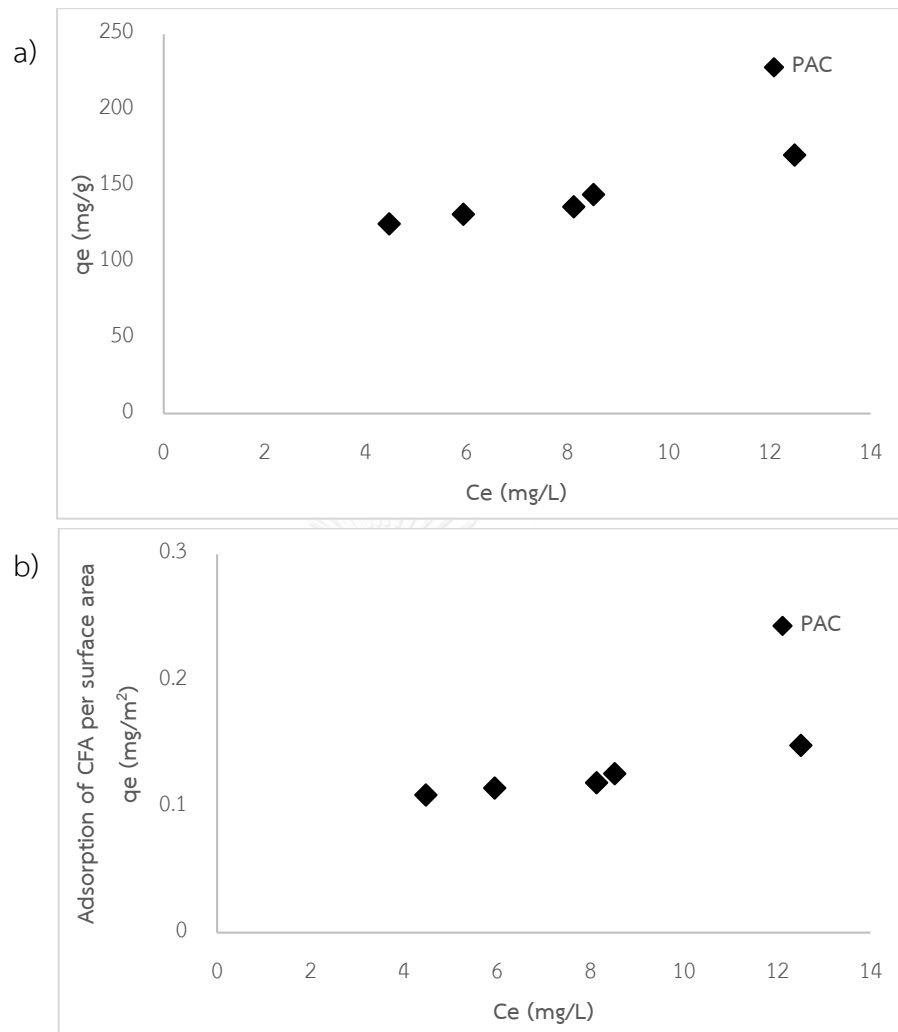 a)
250
200
150
100
50
0
qe (mg/g)
PAC
0 2 4 6 8 10 12 14
Ce (mg/L)
b)
0.3
0.2
0.1
0
Adsorption of CFA per surface area
qe (mg/m²)
PAC
0 2 4 6 8 10 12 14
Ce (mg/L)